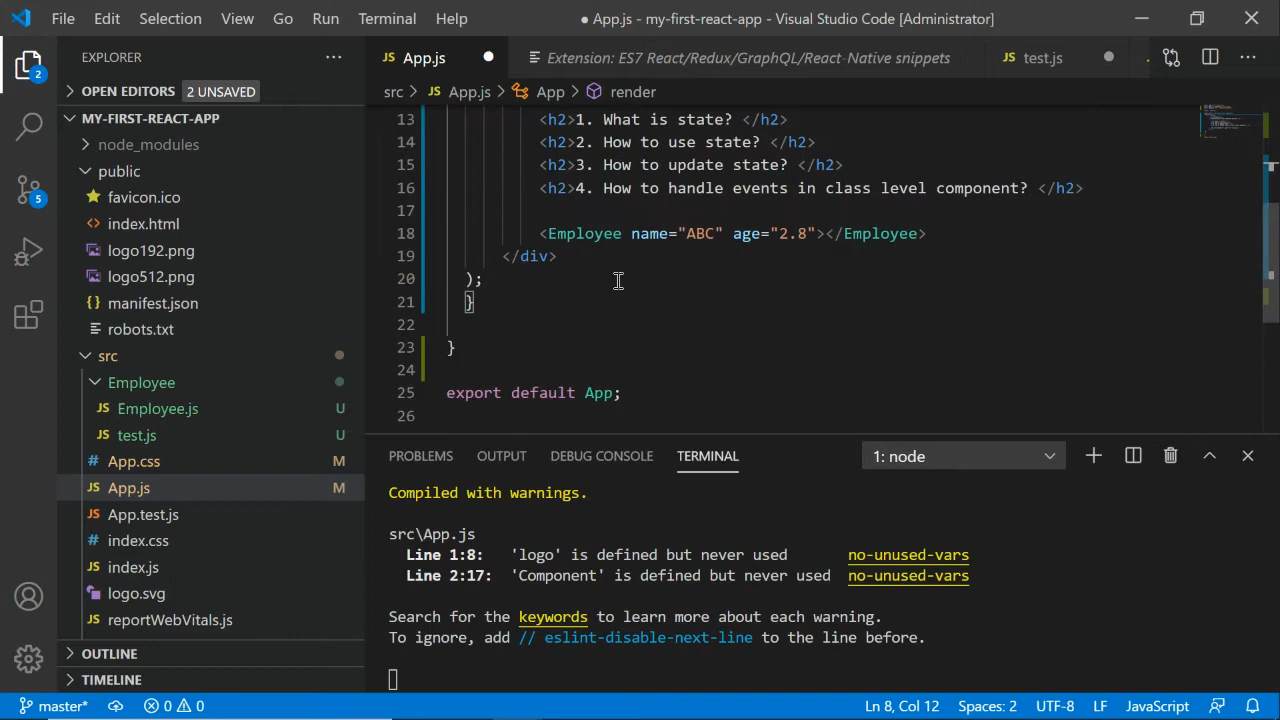 File Edit Selection View Go Run Terminal Help ● App.js - my-first-react-app - Visual Studio Code [Administrator]
EXPLORER ...
App.js
Extension: ES7 React/Redux/GraphQL/React-Native snippets
test.js
2
5
OPEN EDITORS 2 UNSAVED
MY-FIRST-REACT-APP
node_modules
public
favicon.ico
<> index.html
logo192.png
logo512.png
manifest.json
robots.txt
src
Employee
JS Employee.js U
JS test.js U
# App.css M
JS App.js M
JS App.test.js
# index.css
JS index.js
logo.svg
JS reportWebVitals.js
OUTLINE
TIMELINE
src > JS App.js > App > render
13 <h2>1. What is state? </h2>
14 <h2>2. How to use state? </h2>
15 <h2>3. How to update state? </h2>
16 <h2>4. How to handle events in class level component? </h2>
17
18 <Employee name="ABC" age="2.8"></Employee>
19 </div>
20 );
21 }
22
23 }
24
25 export default App;
26
PROBLEMS OUTPUT DEBUG CONSOLE TERMINAL 1: node
Compiled with warnings.
src\App.js
Line 1:8: 'logo' is defined but never used no-unused-vars
Line 2:17: 'Component' is defined but never used no-unused-vars
Search for the keywords to learn more about each warning.
To ignore, add // eslint-disable-next-line to the line before.
master* 0 0 Ln 8, Col 12 Spaces: 2 UTF-8 LF JavaScript